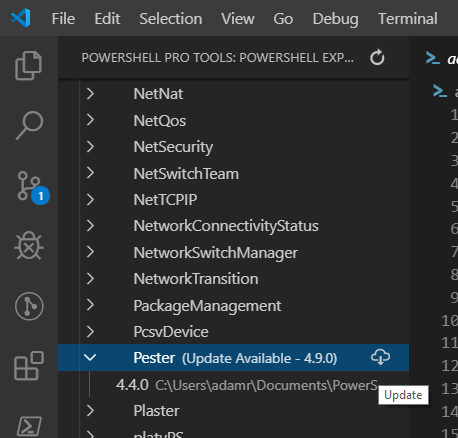 File Edit Selection View Go Debug Terminal
POWERSHELL PRO TOOLS: POWERSHELL EXP...
NetNat
NetQos
NetSecurity
NetSwitchTeam
NetTCPIP
NetworkConnectivityStatus
NetworkSwitchManager
NetworkTransition
PackageManagement
PcsvDevice
Pester (Update Available - 4.9.0)
4.4.0 C:\Users\adamr\Documents\PowerS
Update
Plaster
1
1
2
3
4
5
6
7
8
9
10
11
12
13
14
15